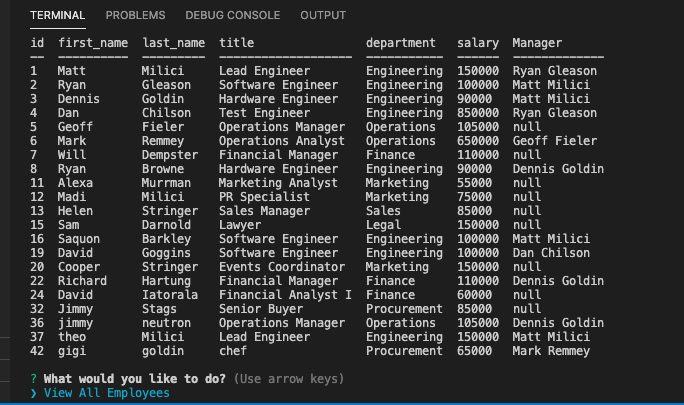 TERMINAL PROBLEMS DEBUG CONSOLE OUTPUT
id first_name last_name title department salary Manager
-- ---------- --------- ------------------- ----------- ------ -------------
1 Matt Milici Lead Engineer Engineering 150000 Ryan Gleason
2 Ryan Gleason Software Engineer Engineering 100000 Matt Milici
3 Dennis Goldin Hardware Engineer Engineering 90000 Matt Milici
4 Dan Chilson Test Engineer Engineering 850000 Ryan Gleason
5 Geoff Fieler Operations Manager Operations 105000 null
6 Mark Remmey Operations Analyst Operations 650000 Geoff Fieler
7 Will Dempster Financial Manager Finance 110000 null
8 Ryan Browne Hardware Engineer Engineering 90000 Dennis Goldin
11 Alexa Murrman Marketing Analyst Marketing 55000 null
12 Madi Milici PR Specialist Marketing 75000 null
13 Helen Stringer Sales Manager Sales 85000 null
15 Sam Darnold Lawyer Legal 150000 null
16 Saquon Barkley Software Engineer Engineering 100000 Matt Milici
19 David Goggins Software Engineer Engineering 100000 Dan Chilson
20 Cooper Stringer Events Coordinator Marketing 150000 null
22 Richard Hartung Financial Manager Finance 110000 Dennis Goldin
24 David Iatorala Financial Analyst I Finance 60000 null
32 Jimmy Stags Senior Buyer Procurement 85000 null
36 jimmy neutron Operations Manager Operations 105000 Dennis Goldin
37 theo Milici Lead Engineer Engineering 150000 Matt Milici
42 gigi goldin chef Procurement 65000 Mark Remmey
? What would you like to do? (Use arrow keys)
❯ View All Employees